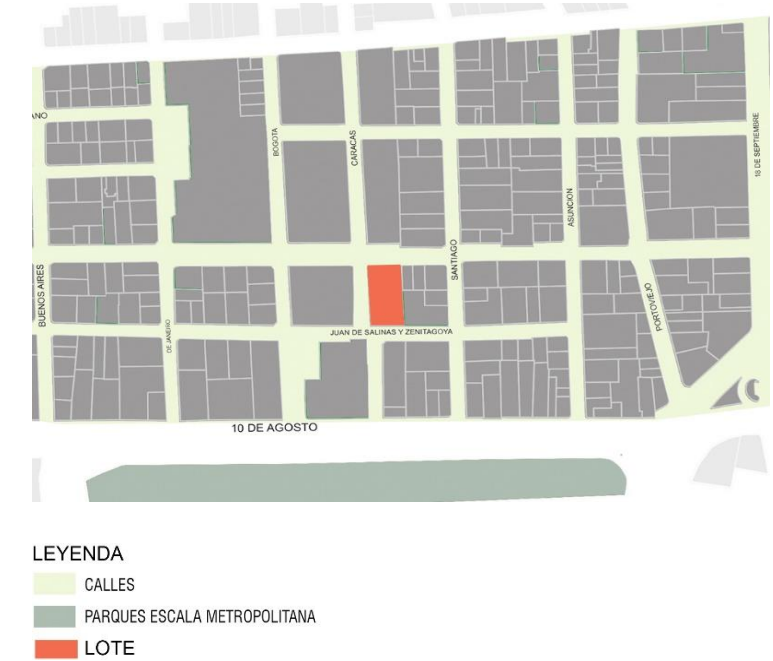 ANO
BOGOTA
CARACAS
18 DE SEPTIEMBRE
ASUNCION
SANTIAGO
BUENOS AIRES
PORTOVIEJO
DE JANEIRO
JUAN DE SALINAS Y ZENITAGOYA
10 DE AGOSTO
LEYENDA
CALLES
PARQUES ESCALA METROPOLITANA
LOTE